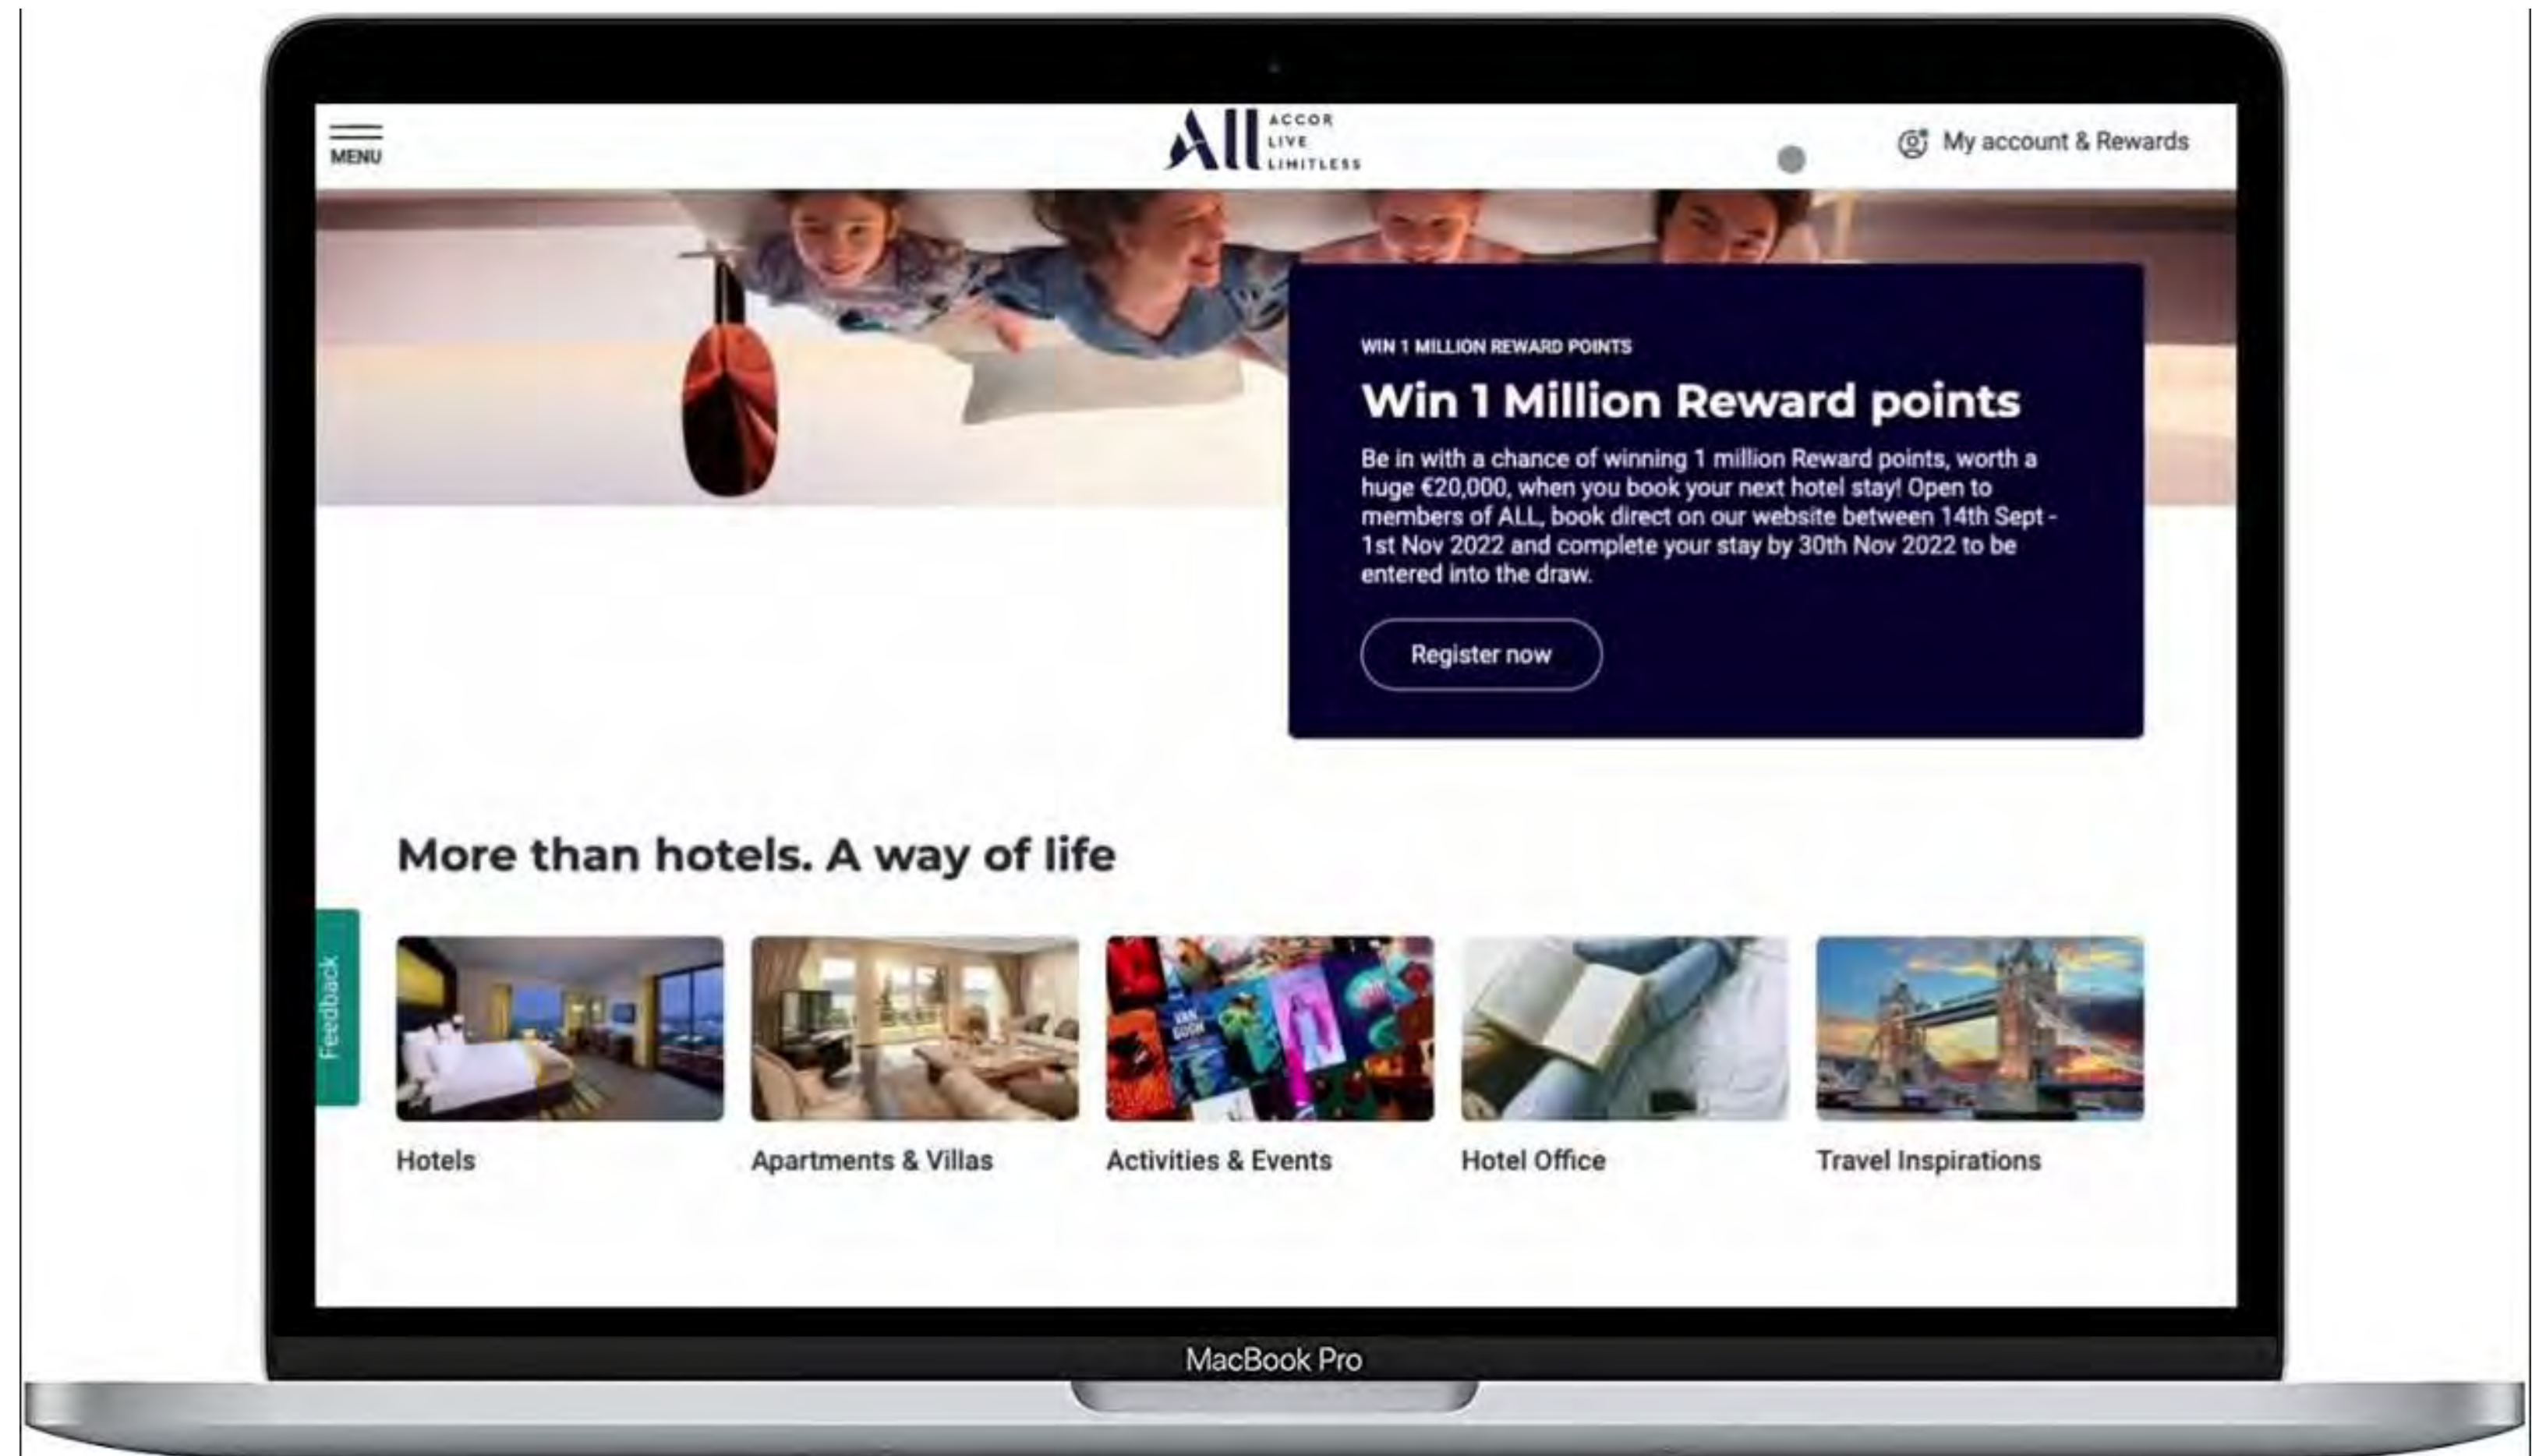 MENU
All ACCOR
LIVE
LIMITLESS
My account & Rewards
WIN 1 MILLION REWARD POINTS
Win 1 Million Reward points
Be in with a chance of winning 1 million Reward points, worth a
huge €20,000, when you book your next hotel stay! Open to
members of ALL, book direct on our website between 14th Sept -
1st Nov 2022 and complete your stay by 30th Nov 2022 to be
entered into the draw.
Register now
More than hotels. A way of life
Feedback
VAN
GOGH
Hotels
Apartments & Villas
Activities & Events
Hotel Office
Travel Inspirations
MacBook Pro